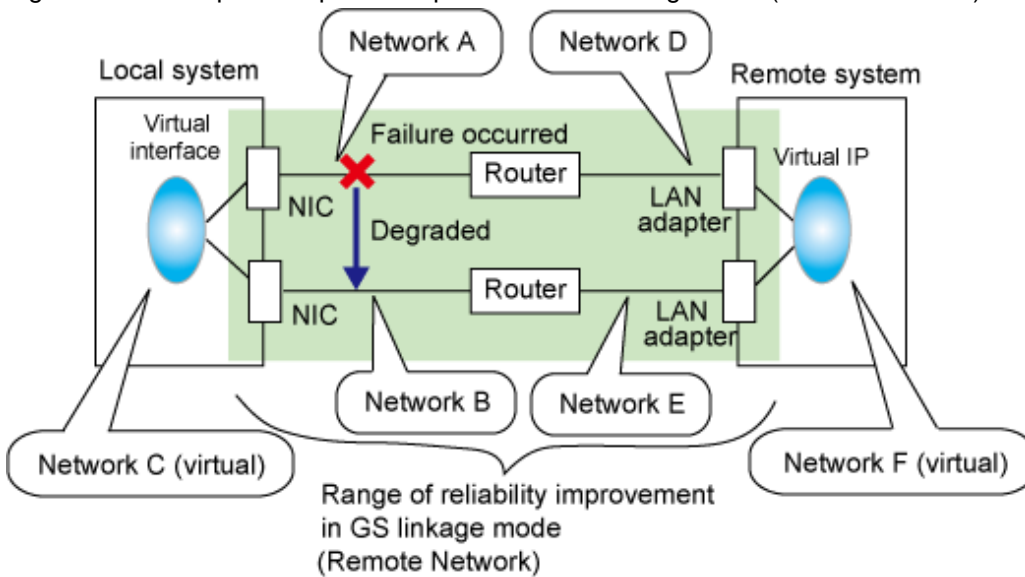 Network A
Network D
Local system
Remote system
Virtual
interface
Failure occurred
Virtual IP
Router
NIC
LAN
adapter
Degraded
Router
NIC
LAN
adapter
Network B
Network E
Network C (virtual)
Network F (virtual)
Range of reliability improvement
in GS linkage mode
(Remote Network)